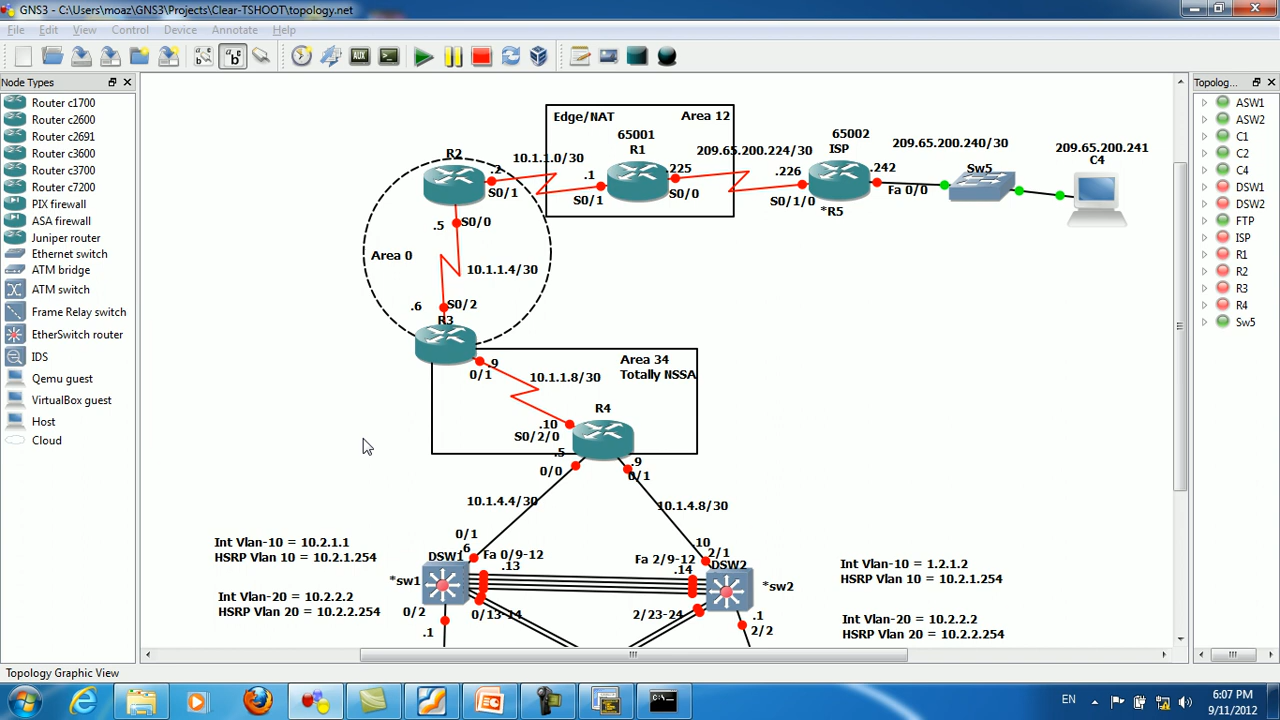 GNS3 - C:\Users\moaz\GNS3\Projects\Clear-TSHOOT\topology.net
File Edit View Control Device Annotate Help
Node Types
Router c1700
Router c2600
Router c2691
Router c3600
Router c3700
Router c7200
PIX firewall
ASA firewall
Juniper router
Ethernet switch
ATM bridge
ATM switch
Frame Relay switch
EtherSwitch router
IDS
Qemu guest
VirtualBox guest
Host
Cloud
Edge/NAT
Area 12
65001
R1
10.1.1.0/30
.1
S0/1
.225
S0/0
209.65.200.224/30
65002
ISP
.226
S0/1/0
*R5
.242
Fa 0/0
209.65.200.240/30
Sw5
209.65.200.241
C4
R2
.2
S0/1
.5
S0/0
Area 0
10.1.1.4/30
.6
S0/2
R3
.9
0/1
10.1.1.8/30
Area 34
Totally NSSA
R4
.10
S0/2/0
.5
0/0
.9
0/1
10.1.4.4/30
10.1.4.8/30
Int Vlan-10 = 10.2.1.1
HSRP Vlan 10 = 10.2.1.254
Int Vlan-20 = 10.2.2.2
HSRP Vlan 20 = 10.2.2.254
0/1
6
DSW1
*sw1
Fa 0/9-12
.13
0/2
0/13-14
.1
Fa 2/9-12
.14
10
2/1
DSW2
*sw2
2/23-24
.1
2/2
Int Vlan-10 = 1.2.1.2
HSRP Vlan 10 = 10.2.1.254
Int Vlan-20 = 10.2.2.2
HSRP Vlan 20 = 10.2.2.254
Topolog...
ASW1
ASW2
C1
C2
C4
DSW1
DSW2
FTP
ISP
R1
R2
R3
R4
Sw5
Topology Graphic View
EN
6:07 PM
9/11/2012